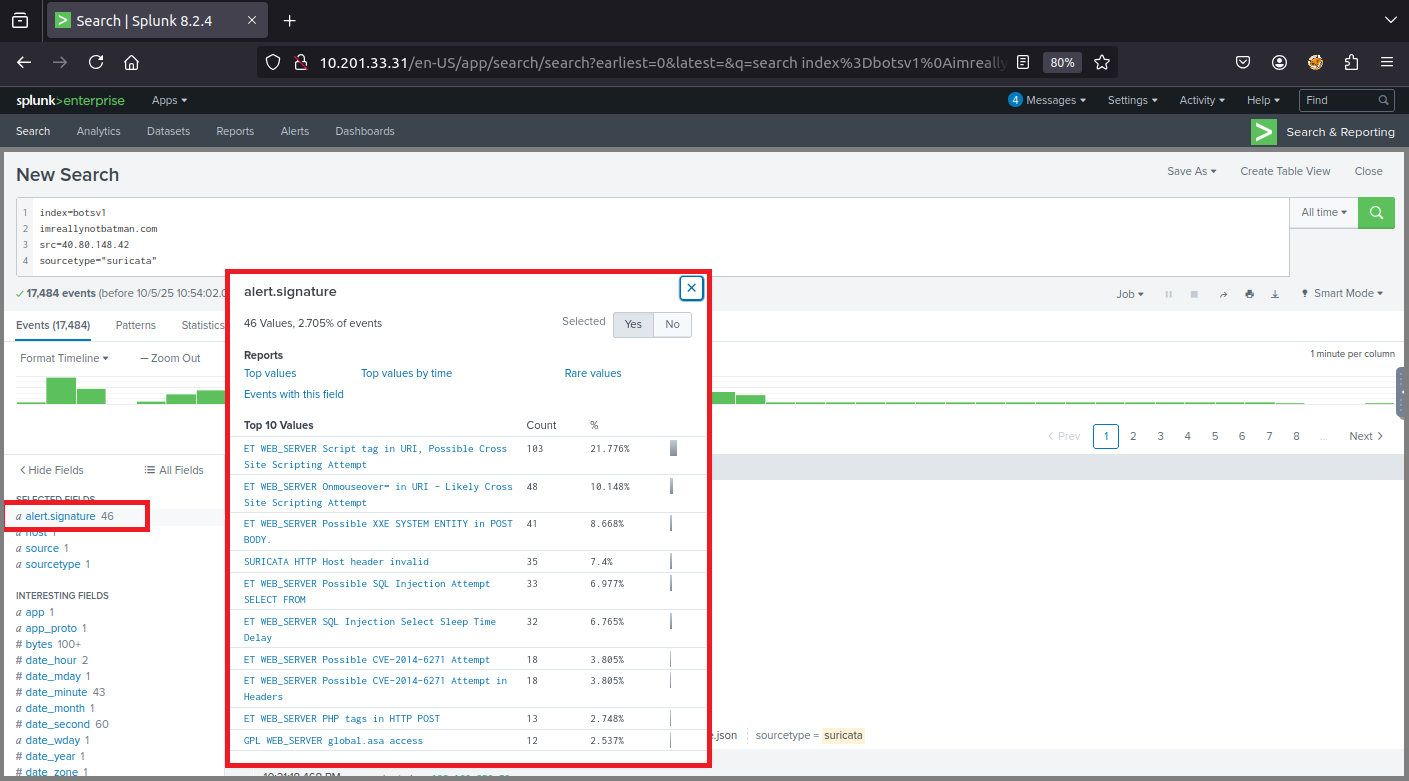 Search | Splunk 8.2.4
10.201.33.31/en-US/app/search/search?earliest=0&latest=&q=search index%3Dbotsv1%0Aimreally
80%
splunk>enterprise Apps
4 Messages Settings Activity Help Find
Search Analytics Datasets Reports Alerts Dashboards
Search & Reporting
New Search
Save As Create Table View Close
1 index=botsv1
2 imreallynotbatman.com
3 src=40.80.148.42
4 sourcetype="suricata"
All time
17,484 events (before 10/5/25 10:54:02.0
Job Smart Mode
Events (17,484) Patterns Statistics
Format Timeline — Zoom Out
1 minute per column
< Prev 1 2 3 4 5 6 7 8 ... Next >
< Hide Fields All Fields
SELECTED FIELDS
a alert.signature 46
a host 1
a source 1
a sourcetype 1
INTERESTING FIELDS
a app 1
a app_proto 1
# bytes 100+
# date_hour 2
# date_mday 1
# date_minute 43
a date_month 1
# date_second 60
a date_wday 1
# date_year 1
# date_zone 1
alert.signature
46 Values, 2.705% of events
Selected Yes No
Reports
Top values Top values by time Rare values
Events with this field
Top 10 Values Count %
ET WEB_SERVER Script tag in URI, Possible Cross 103 21.776%
Site Scripting Attempt
ET WEB_SERVER Onmouseover= in URI - Likely Cross 48 10.148%
Site Scripting Attempt
ET WEB_SERVER Possible XXE SYSTEM ENTITY in POST 41 8.668%
BODY.
SURICATA HTTP Host header invalid 35 7.4%
ET WEB_SERVER Possible SQL Injection Attempt 33 6.977%
SELECT FROM
ET WEB_SERVER SQL Injection Select Sleep Time 32 6.765%
Delay
ET WEB_SERVER Possible CVE-2014-6271 Attempt 18 3.805%
ET WEB_SERVER Possible CVE-2014-6271 Attempt in 18 3.805%
Headers
ET WEB_SERVER PHP tags in HTTP POST 13 2.748%
GPL WEB_SERVER global.asa access 12 2.537%
e.json sourcetype = suricata